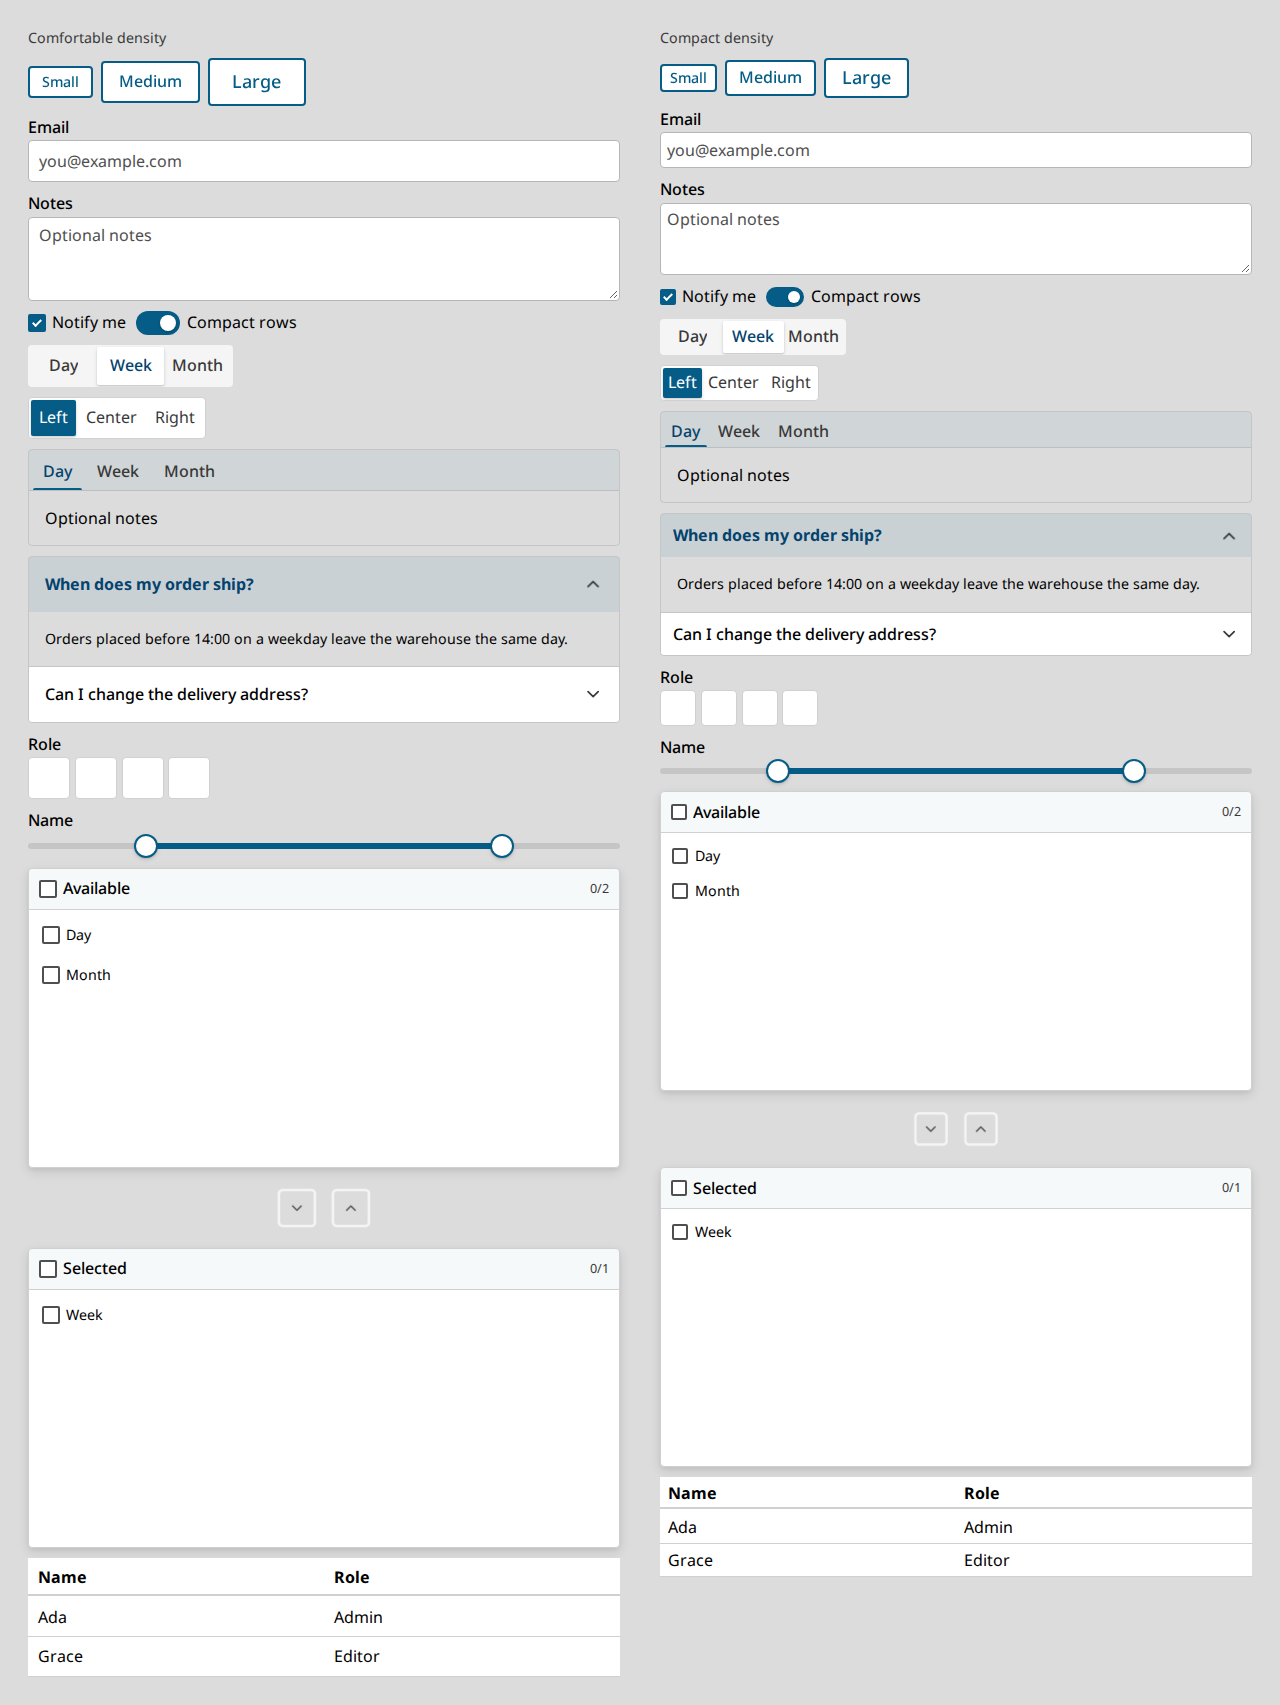 Comfortable density
Small Medium Large
Email
you@example.com
Notes
Optional notes
Notify me Compact rows
Day Week Month
Left Center Right
Day Week Month
Optional notes
When does my order ship?
Orders placed before 14:00 on a weekday leave the warehouse the same day.
Can I change the delivery address?
Role
Name
Available 0/2
Day
Month
Selected 0/1
Week
Name Role
Ada Admin
Grace Editor
Compact density
Small Medium Large
Email
you@example.com
Notes
Optional notes
Notify me Compact rows
Day Week Month
Left Center Right
Day Week Month
Optional notes
When does my order ship?
Orders placed before 14:00 on a weekday leave the warehouse the same day.
Can I change the delivery address?
Role
Name
Available 0/2
Day
Month
Selected 0/1
Week
Name Role
Ada Admin
Grace Editor